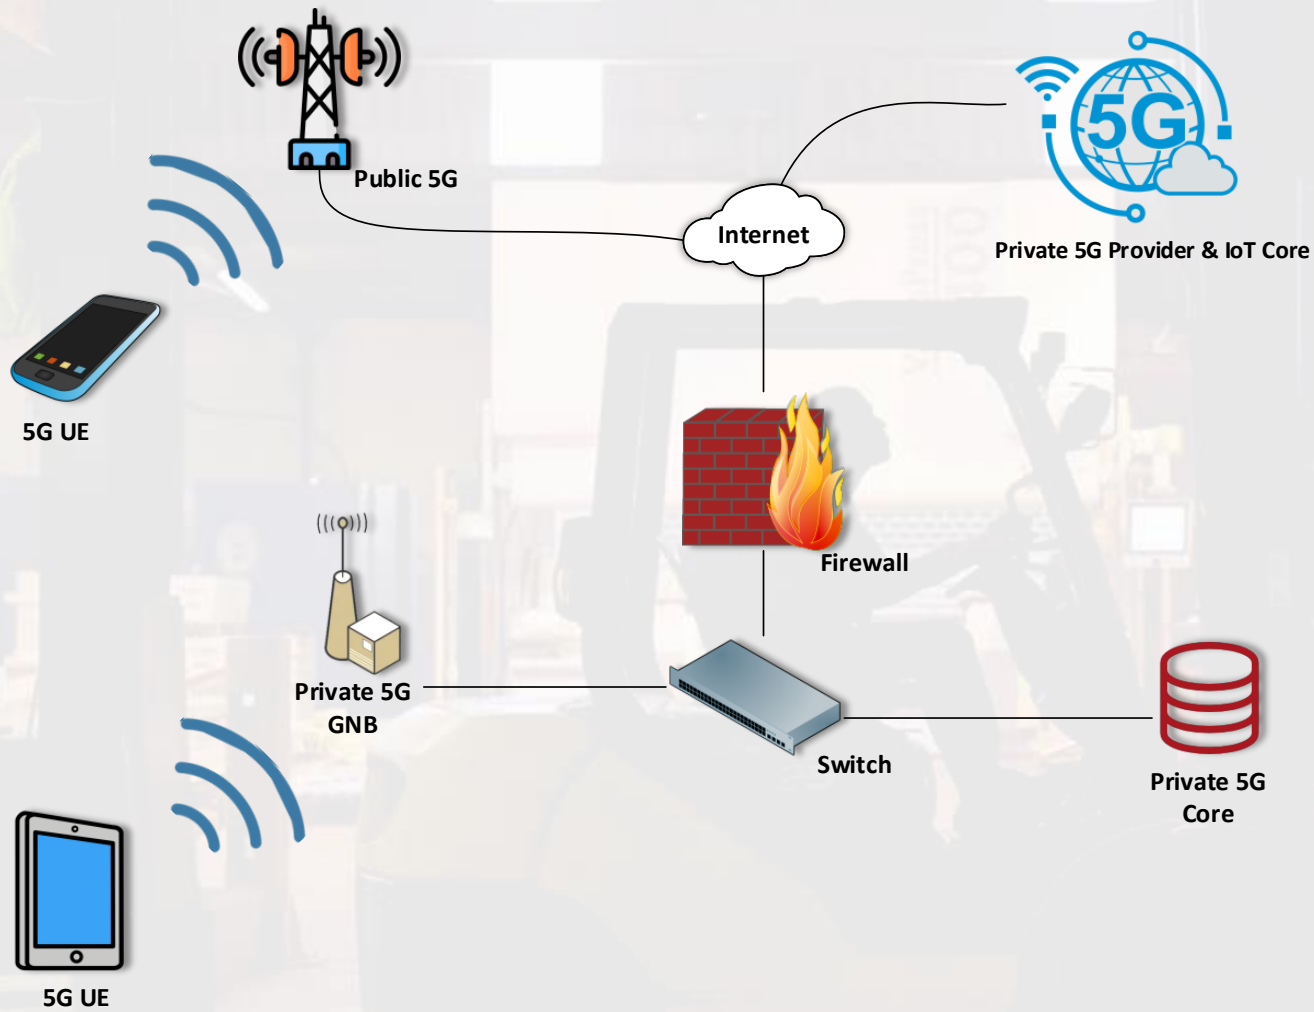 Public 5G
5G
Internet
Private 5G Provider & IoT Core
5G UE
Firewall
Private 5G
GNB
Switch
Private 5G
Core
5G UE